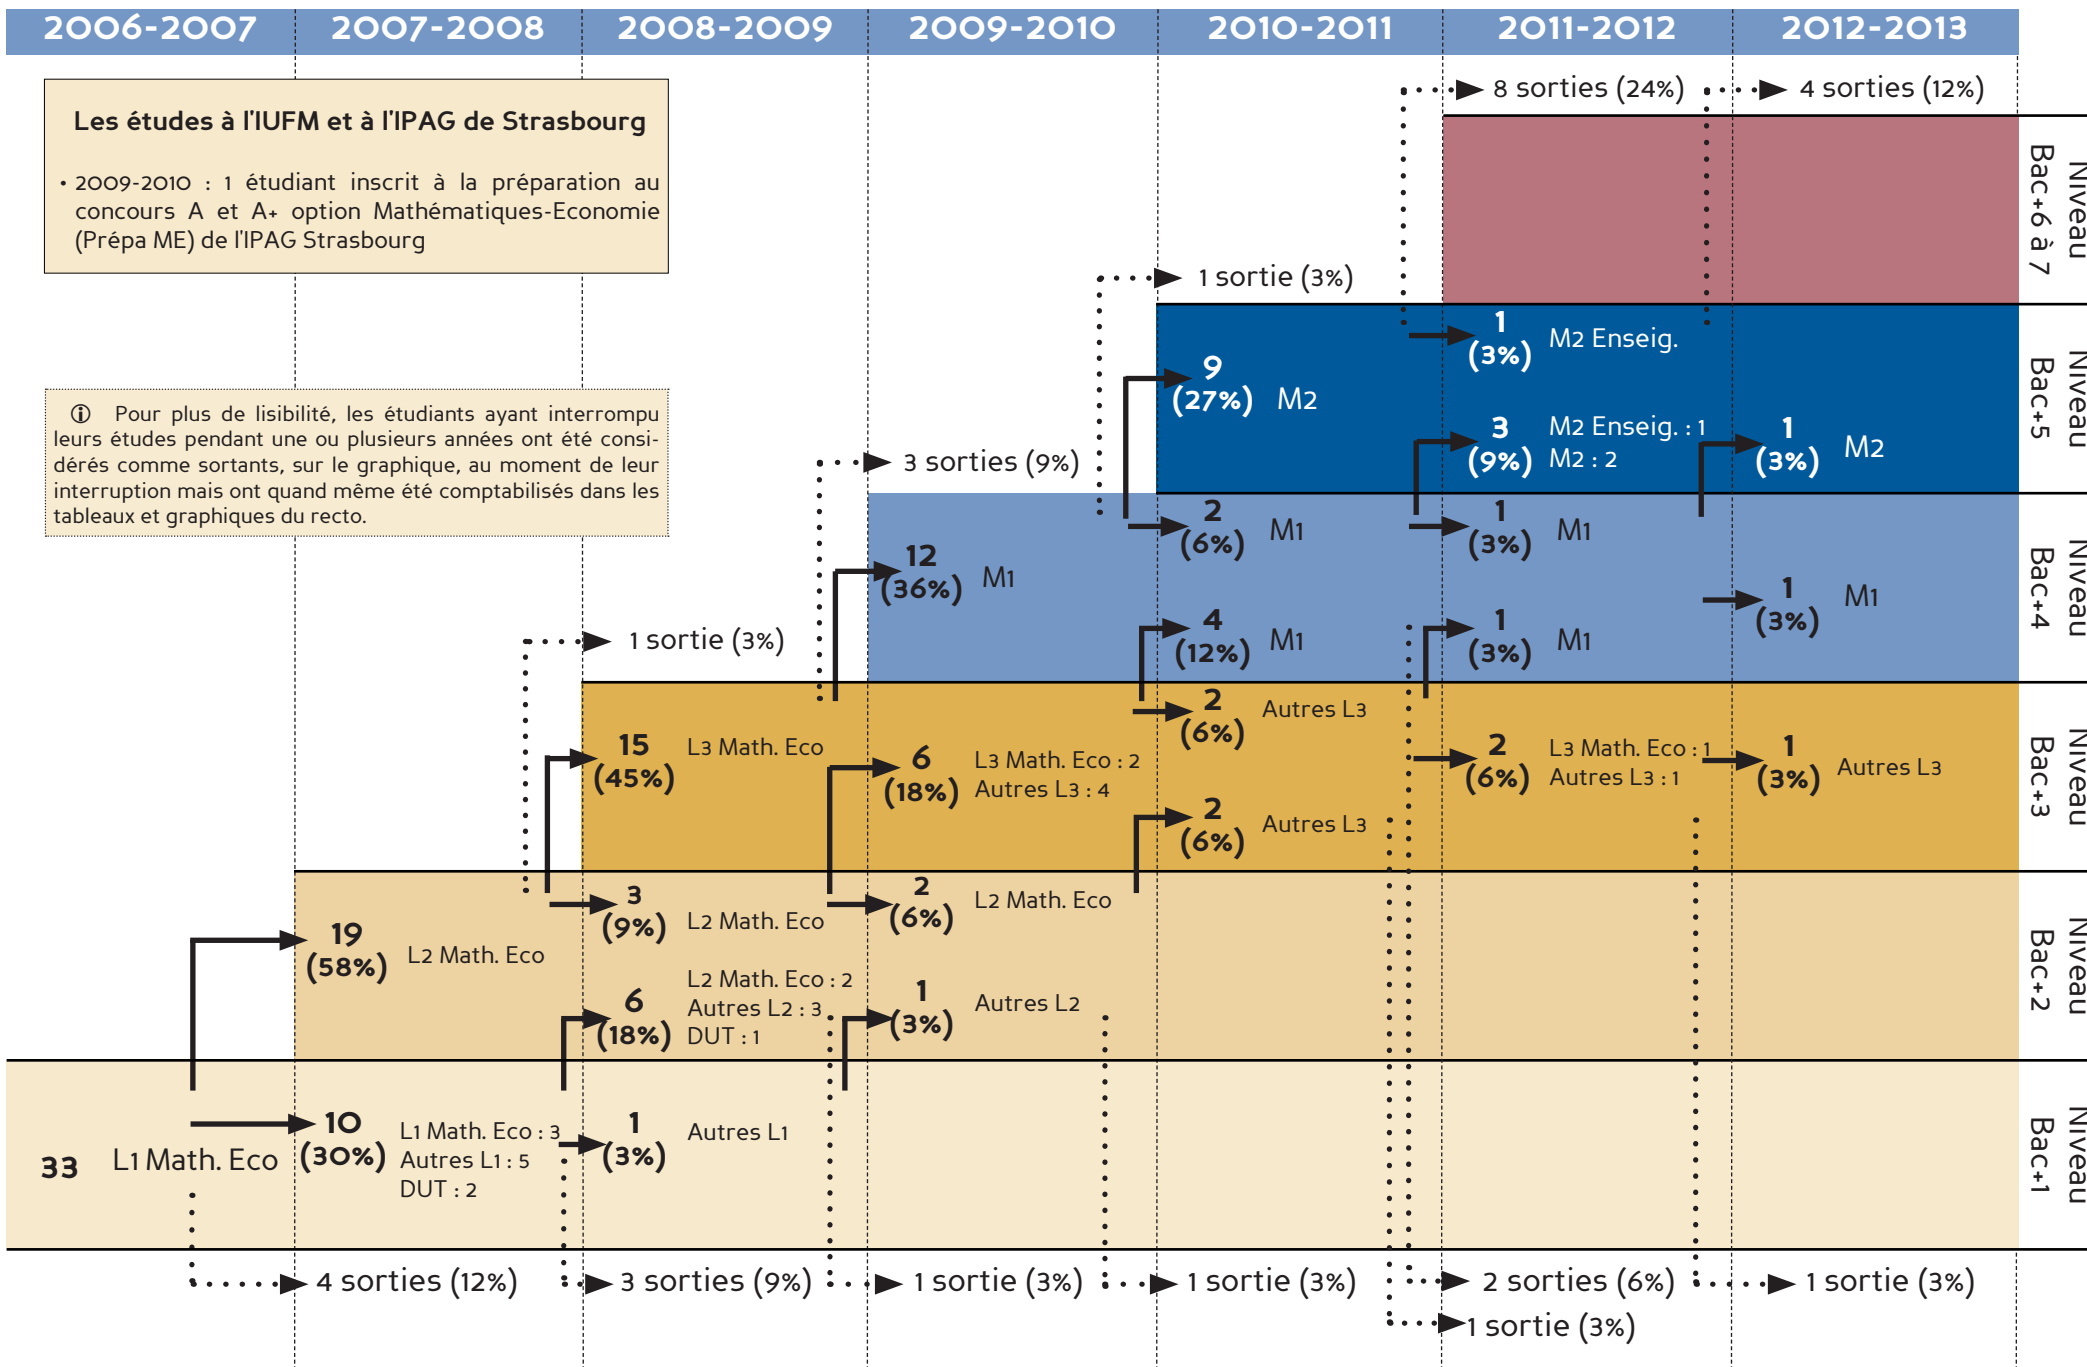 2006-2007 2007-2008 2008-2009 2009-2010 2010-2011 2011-2012 2012-2013
Les études à l'IUFM et à l'IPAG de Strasbourg
• 2009-2010 : 1 étudiant inscrit à la préparation au
concours A et A+ option Mathématiques-Economie
(Prépa ME) de l'IPAG Strasbourg
ⓘ Pour plus de lisibilité, les étudiants ayant interrompu
leurs études pendant une ou plusieurs années ont été consi-
dérés comme sortants, sur le graphique, au moment de leur
interruption mais ont quand même été comptabilisés dans les
tableaux et graphiques du recto.
8 sorties (24%)
4 sorties (12%)
Niveau
Bac+6 à 7
1 sortie (3%)
9
(27%)
M2
1
(3%)
M2 Enseig.
3
(9%)
M2 Enseig. : 1
M2 : 2
1
(3%)
M2
Niveau
Bac+5
3 sorties (9%)
12
(36%)
M1
2
(6%)
M1
4
(12%)
M1
1
(3%)
M1
1
(3%)
M1
1
(3%)
M1
Niveau
Bac+4
1 sortie (3%)
15
(45%)
L3 Math. Eco
6
(18%)
L3 Math. Eco : 2
Autres L3 : 4
2
(6%)
Autres L3
2
(6%)
Autres L3
2
(6%)
L3 Math. Eco : 1
Autres L3 : 1
1
(3%)
Autres L3
Niveau
Bac+3
19
(58%)
L2 Math. Eco
3
(9%)
L2 Math. Eco
6
(18%)
L2 Math. Eco : 2
Autres L2 : 3
DUT : 1
2
(6%)
L2 Math. Eco
1
(3%)
Autres L2
Niveau
Bac+2
33
L1 Math. Eco
10
(30%)
L1 Math. Eco : 3
Autres L1 : 5
DUT : 2
1
(3%)
Autres L1
Niveau
Bac+1
4 sorties (12%)
3 sorties (9%)
1 sortie (3%)
1 sortie (3%)
2 sorties (6%)
1 sortie (3%)
1 sortie (3%)